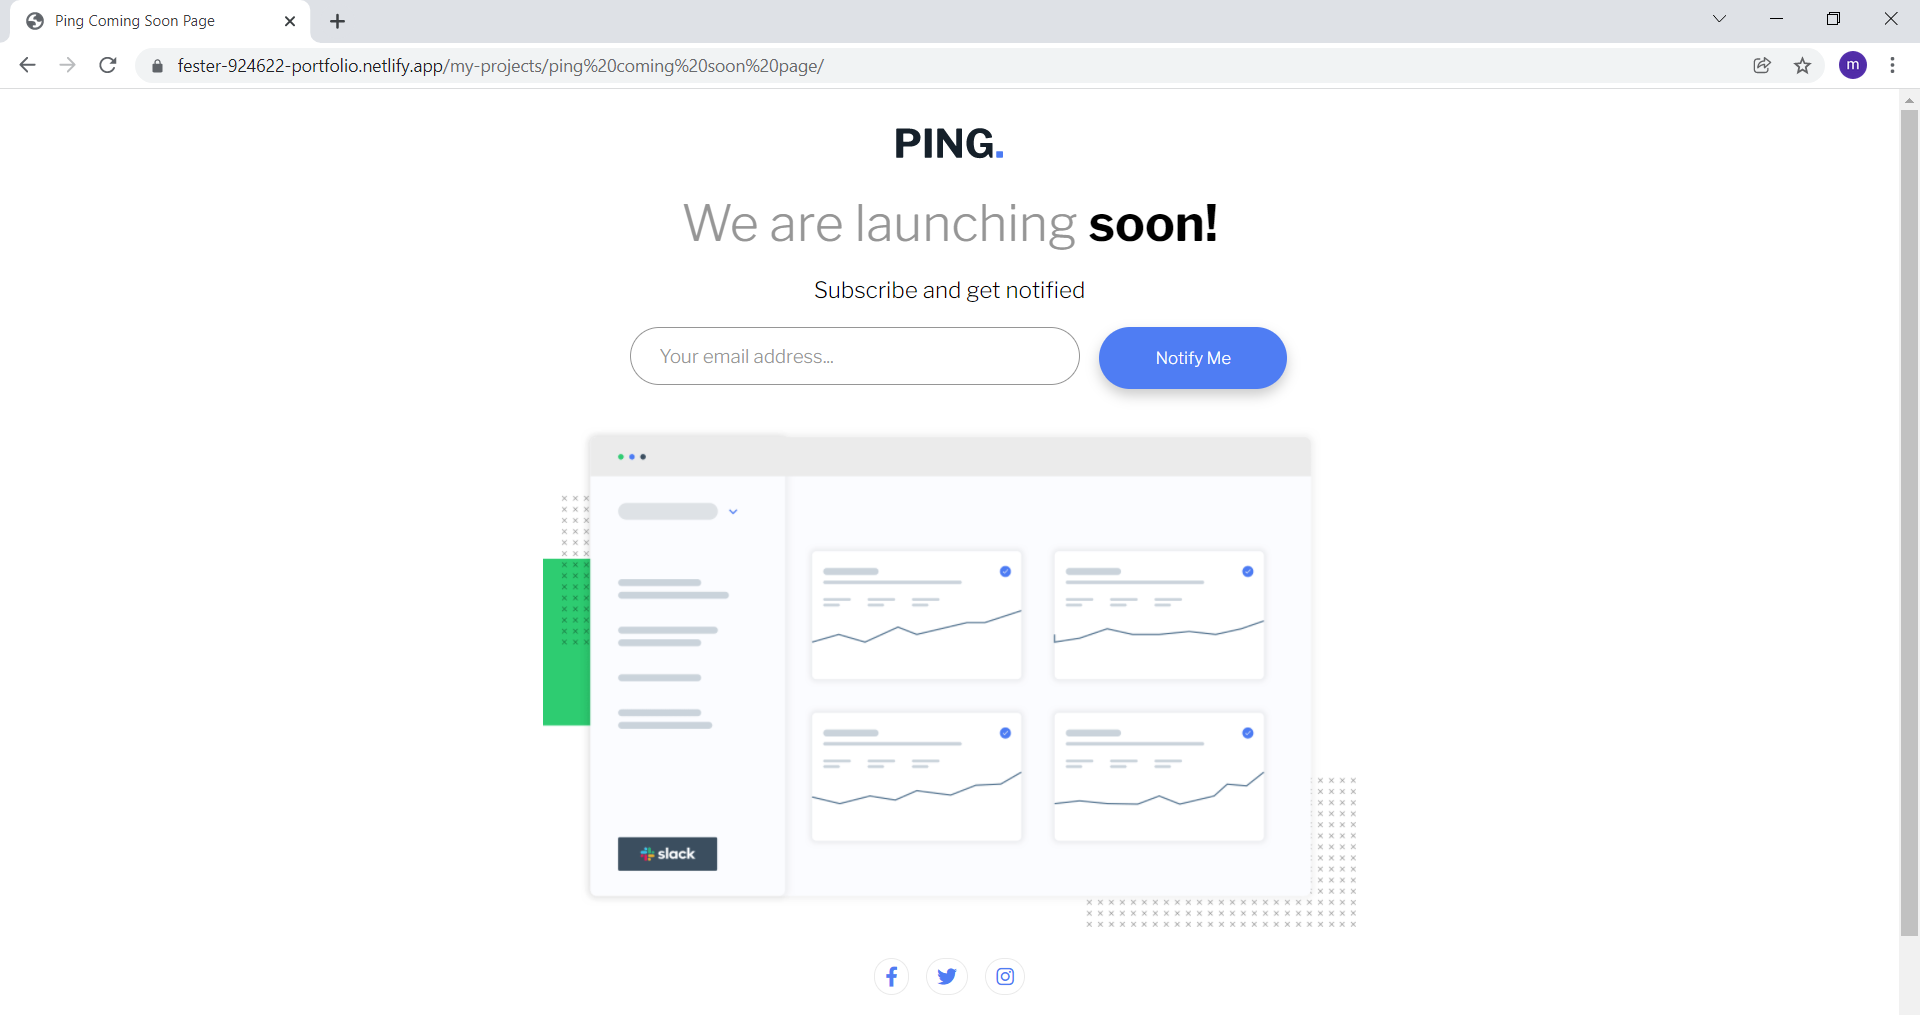 Ping Coming Soon Page
fester-924622-portfolio.netlify.app/my-projects/ping%20coming%20soon%20page/
m
PING.
We are launching soon!
Subscribe and get notified
Your email address...
Notify Me
slack